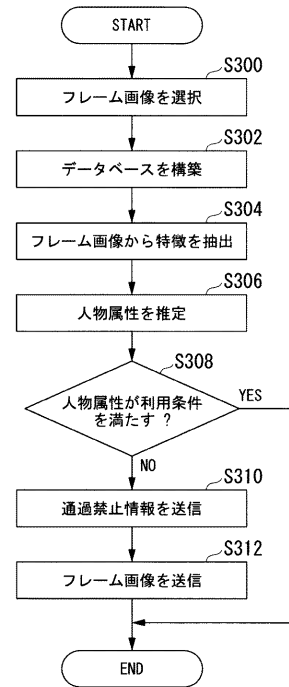 START
S300
フレーム画像を選択
S302
データベースを構築
S304
フレーム画像から特徴を抽出
S306
人物属性を推定
S308
人物属性が利用条件
を満たす ?
YES
NO
S310
通過禁止情報を送信
S312
フレーム画像を送信
END